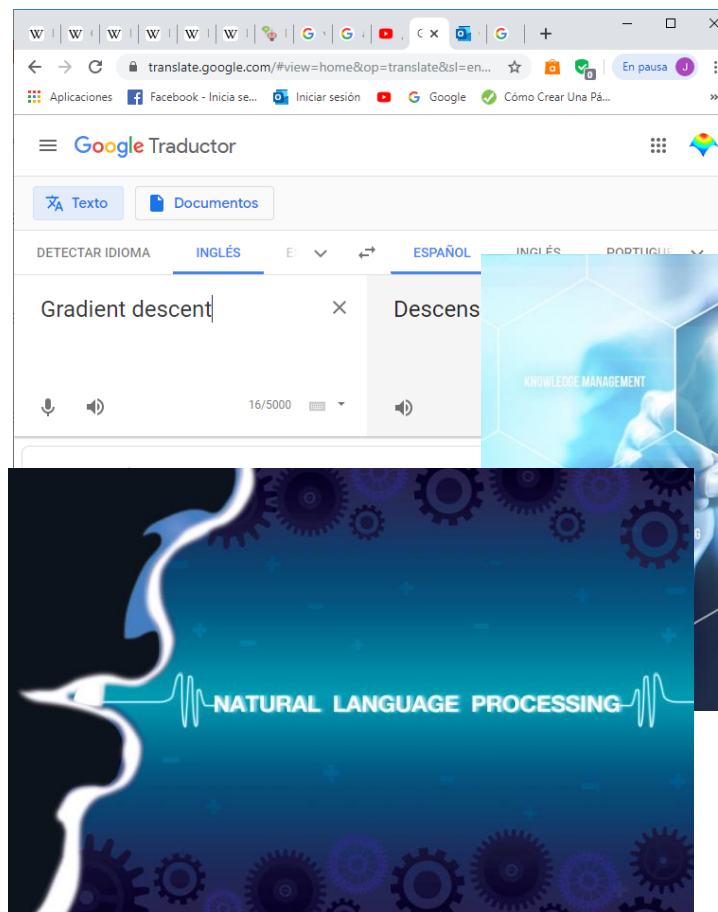 translate.google.com/#view=home&op=translate&sl=en...
En pausa
J
Aplicaciones
Facebook - Inicia se...
Iniciar sesión
Google
Cómo Crear Una Pá...
Google Traductor
Texto
Documentos
DETECTAR IDIOMA
INGLÉS
ESPAÑOL
INGLÉS
Gradient descent
Descens
16/5000
KNOWLEDGE MANAGEMENT
NATURAL LANGUAGE PROCESSING